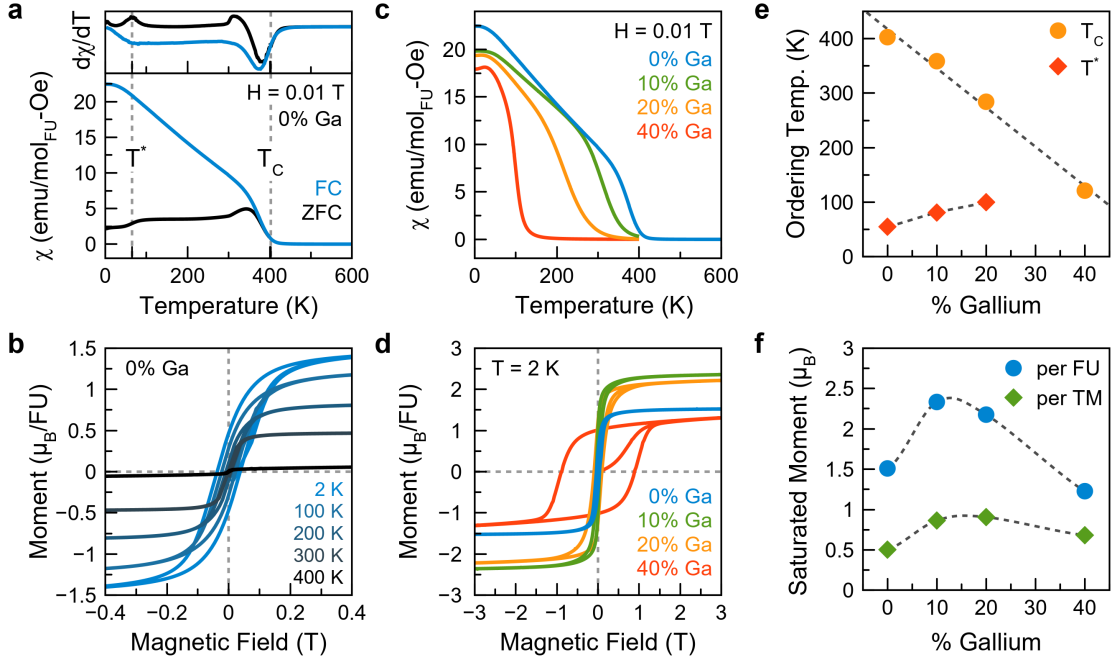 a
dχ/dT
25
20
15
10
5
0
χ (emu/mol_FU-Oe)
H = 0.01 T
0% Ga
T*
T_C
FC
ZFC
0
200
400
600
Temperature (K)
b
1.5
1
0.5
0
−0.5
−1
−1.5
Moment (μ_B/FU)
0% Ga
2 K
100 K
200 K
300 K
400 K
−0.4
−0.2
0
0.2
0.4
Magnetic Field (T)
c
20
15
10
5
0
χ (emu/mol_FU-Oe)
H = 0.01 T
0% Ga
10% Ga
20% Ga
40% Ga
0
200
400
600
Temperature (K)
d
3
2
1
0
−1
−2
−3
Moment (μ_B/FU)
T = 2 K
0% Ga
10% Ga
20% Ga
40% Ga
−3
−2
−1
0
1
2
3
Magnetic Field (T)
e
400
300
200
100
0
Ordering Temp. (K)
T_C
T*
0
10
20
40
% Gallium
f
3
2.5
2
1.5
1
0.5
0
Saturated Moment (μ_B)
per FU
per TM
0
10
20
40
% Gallium